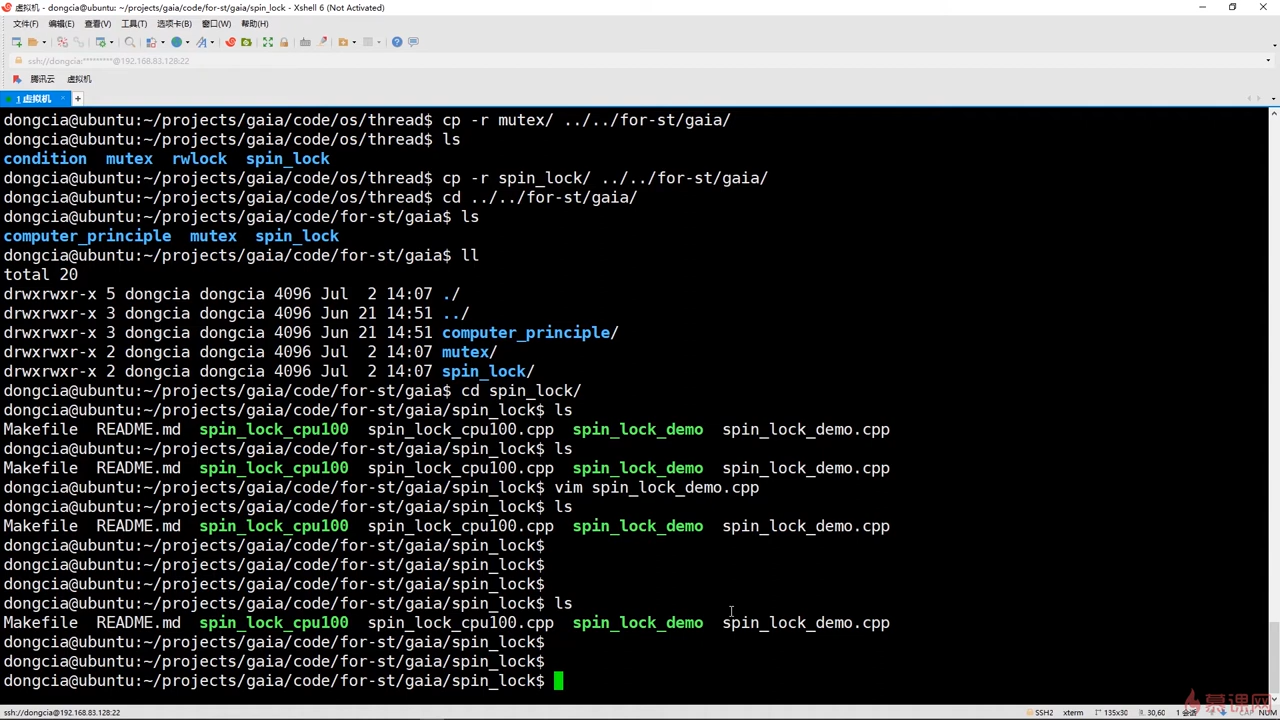 虚拟机 - dongcia@ubuntu: ~/projects/gaia/code/for-st/gaia/spin_lock - Xshell 6 (Not Activated)
文件(F) 编辑(E) 查看(V) 工具(T) 选项卡(B) 窗口(W) 帮助(H)
ssh://dongcia:*********@192.168.83.128:22
腾讯云 虚拟机
1 虚拟机
dongcia@ubuntu:~/projects/gaia/code/os/thread$ cp -r mutex/ ../../for-st/gaia/
dongcia@ubuntu:~/projects/gaia/code/os/thread$ ls
condition mutex rwlock spin_lock
dongcia@ubuntu:~/projects/gaia/code/os/thread$ cp -r spin_lock/ ../../for-st/gaia/
dongcia@ubuntu:~/projects/gaia/code/os/thread$ cd ../../for-st/gaia/
dongcia@ubuntu:~/projects/gaia/code/for-st/gaia$ ls
computer_principle mutex spin_lock
dongcia@ubuntu:~/projects/gaia/code/for-st/gaia$ ll
total 20
drwxrwxr-x 5 dongcia dongcia 4096 Jul 2 14:07 ./
drwxrwxr-x 3 dongcia dongcia 4096 Jun 21 14:51 ../
drwxrwxr-x 3 dongcia dongcia 4096 Jun 21 14:51 computer_principle/
drwxrwxr-x 2 dongcia dongcia 4096 Jul 2 14:07 mutex/
drwxrwxr-x 2 dongcia dongcia 4096 Jul 2 14:07 spin_lock/
dongcia@ubuntu:~/projects/gaia/code/for-st/gaia$ cd spin_lock/
dongcia@ubuntu:~/projects/gaia/code/for-st/gaia/spin_lock$ ls
Makefile README.md spin_lock_cpu100 spin_lock_cpu100.cpp spin_lock_demo spin_lock_demo.cpp
dongcia@ubuntu:~/projects/gaia/code/for-st/gaia/spin_lock$ ls
Makefile README.md spin_lock_cpu100 spin_lock_cpu100.cpp spin_lock_demo spin_lock_demo.cpp
dongcia@ubuntu:~/projects/gaia/code/for-st/gaia/spin_lock$ vim spin_lock_demo.cpp
dongcia@ubuntu:~/projects/gaia/code/for-st/gaia/spin_lock$ ls
Makefile README.md spin_lock_cpu100 spin_lock_cpu100.cpp spin_lock_demo spin_lock_demo.cpp
dongcia@ubuntu:~/projects/gaia/code/for-st/gaia/spin_lock$
dongcia@ubuntu:~/projects/gaia/code/for-st/gaia/spin_lock$
dongcia@ubuntu:~/projects/gaia/code/for-st/gaia/spin_lock$
dongcia@ubuntu:~/projects/gaia/code/for-st/gaia/spin_lock$ ls
Makefile README.md spin_lock_cpu100 spin_lock_cpu100.cpp spin_lock_demo spin_lock_demo.cpp
dongcia@ubuntu:~/projects/gaia/code/for-st/gaia/spin_lock$
dongcia@ubuntu:~/projects/gaia/code/for-st/gaia/spin_lock$
dongcia@ubuntu:~/projects/gaia/code/for-st/gaia/spin_lock$
慕课网
ssh://dongcia@192.168.83.128:22 SSH2 xterm 135x30 30,60 1 会话 CAP NUM